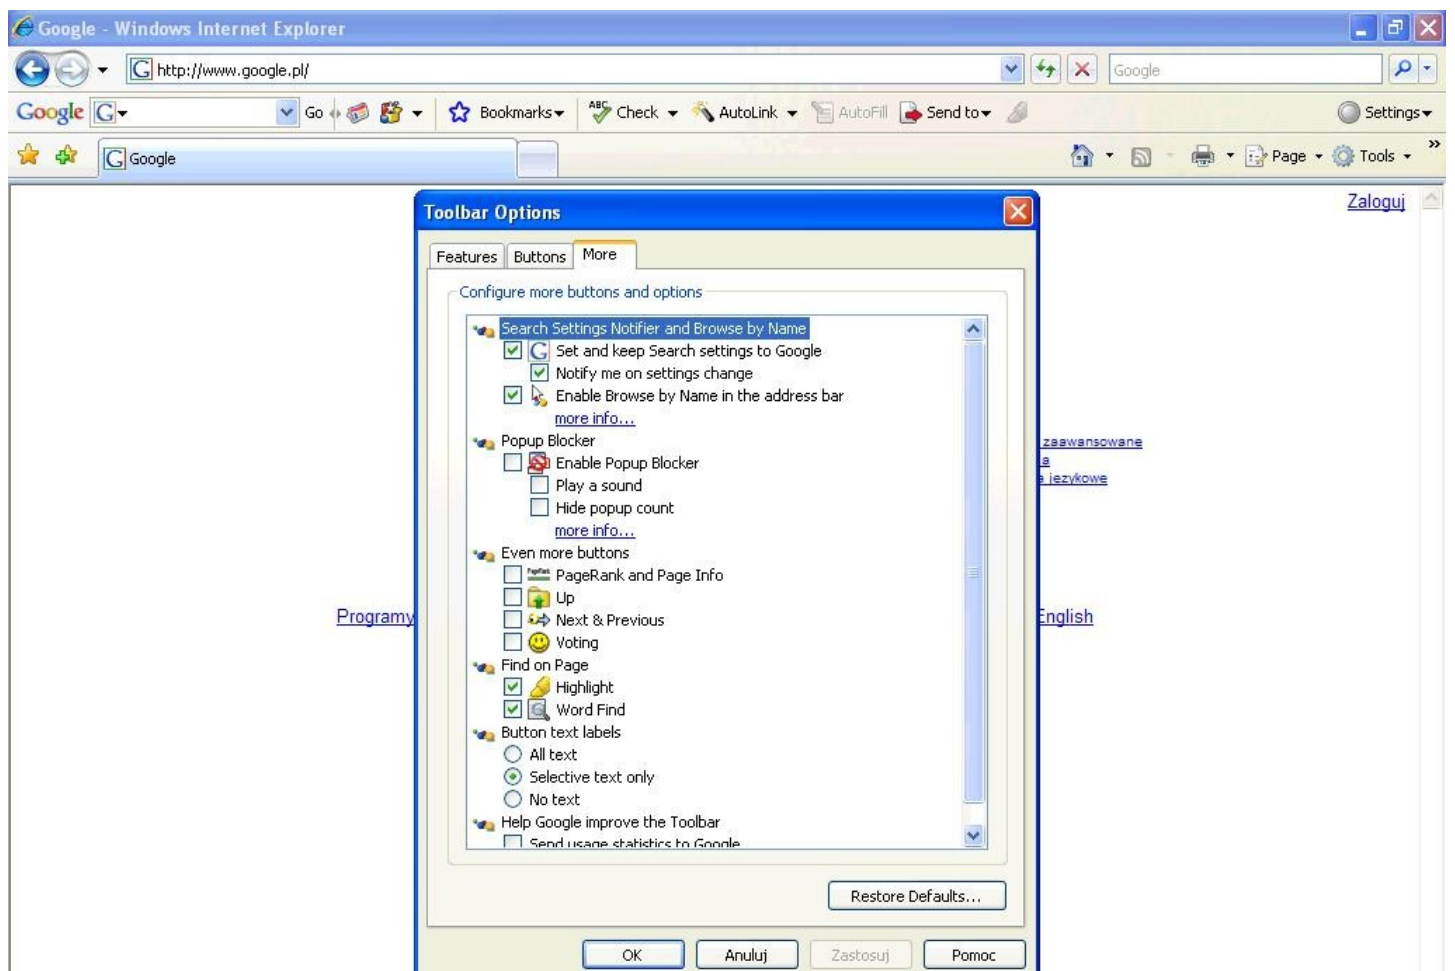 Google - Windows Internet Explorer
http://www.google.pl/
Google
Google
Go
Bookmarks
ABC Check
AutoLink
AutoFill
Send to
Settings
Google
Page
Tools
»
Zaloguj
Toolbar Options
Features
Buttons
More
Configure more buttons and options
Search Settings Notifier and Browse by Name
Set and keep Search settings to Google
Notify me on settings change
Enable Browse by Name in the address bar
more info...
Popup Blocker
zaawansowane
Enable Popup Blocker
językowe
Play a sound
Hide popup count
more info...
Even more buttons
PageRank PageRank and Page Info
Up
Programy
Next & Previous
English
Voting
Find on Page
Highlight
Word Find
Button text labels
All text
Selective text only
No text
Help Google improve the Toolbar
Send usage statistics to Google
Restore Defaults...
OK
Anuluj
Zastosuj
Pomoc